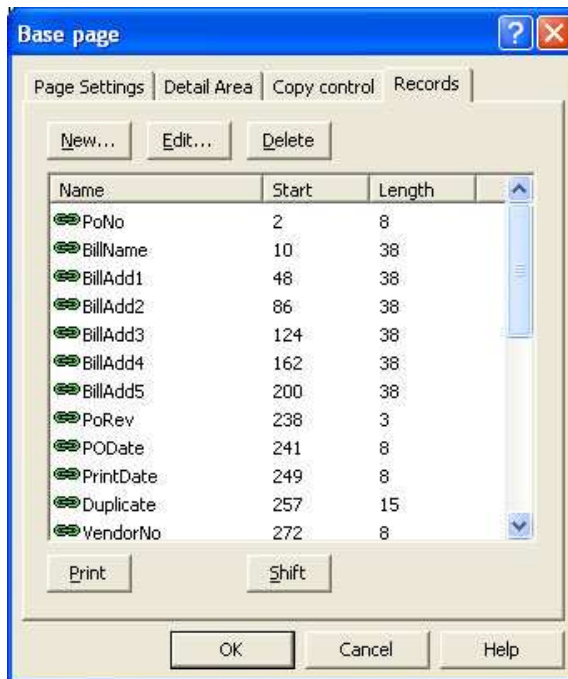 Base page
Page Settings Detail Area Copy control Records
New... Edit... Delete
Name Start Length
PoNo 2 8
BillName 10 38
BillAdd1 48 38
BillAdd2 86 38
BillAdd3 124 38
BillAdd4 162 38
BillAdd5 200 38
PoRev 238 3
PODate 241 8
PrintDate 249 8
Duplicate 257 15
VendorNo 272 8
Print Shift
OK Cancel Help